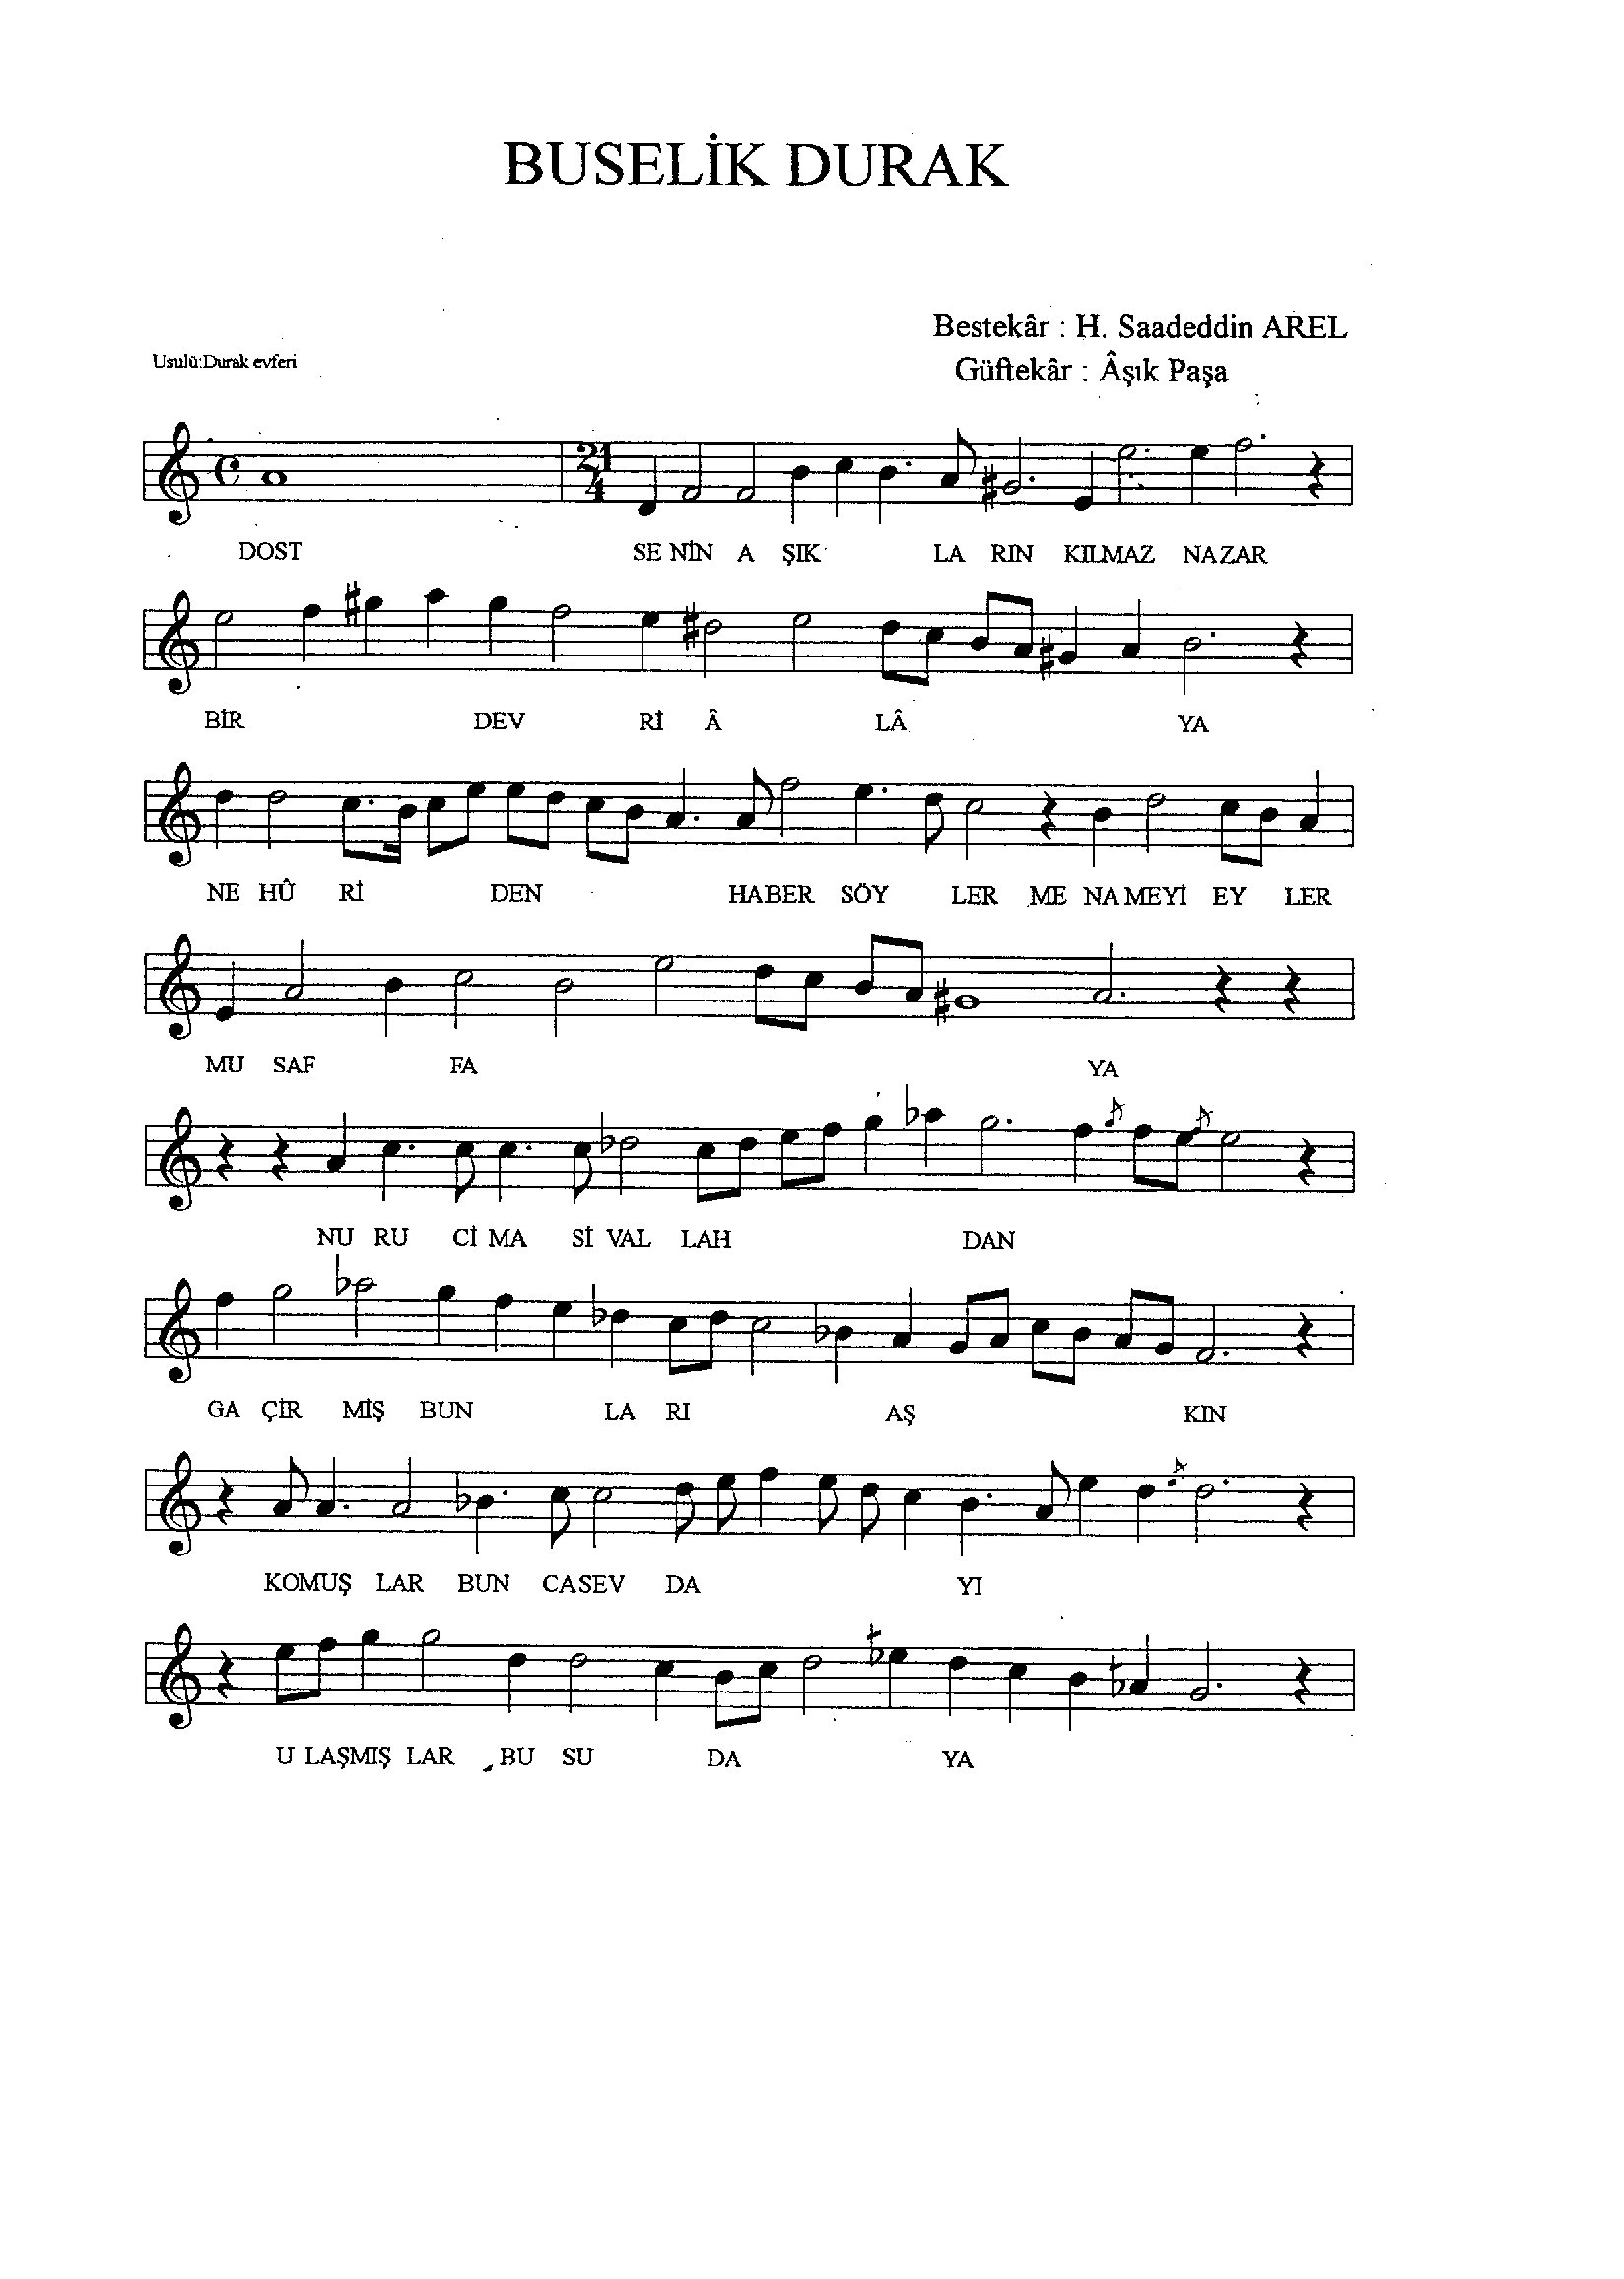 BUSELİK DURAK
Bestekâr : H. Saadeddin AREL
Usulü:Durak evferi
Güftekâr : Âşık Paşa
21
4
DOST SE NİN A ŞIK LA RIN KILMAZ NAZAR
BİR DEV Rİ Â LÂ YA
NE HÛ Rİ DEN HABER SÖY LER ME NA MEYİ EY LER
MU SAF FA YA
NU RU Cİ MA Sİ VAL LAH DAN
GA ÇİR MİŞ BUN LA RI AŞ KIN
KOMUŞ LAR BUN CASEV DA YI
U LAŞMIŞ LAR BU SU DA YA